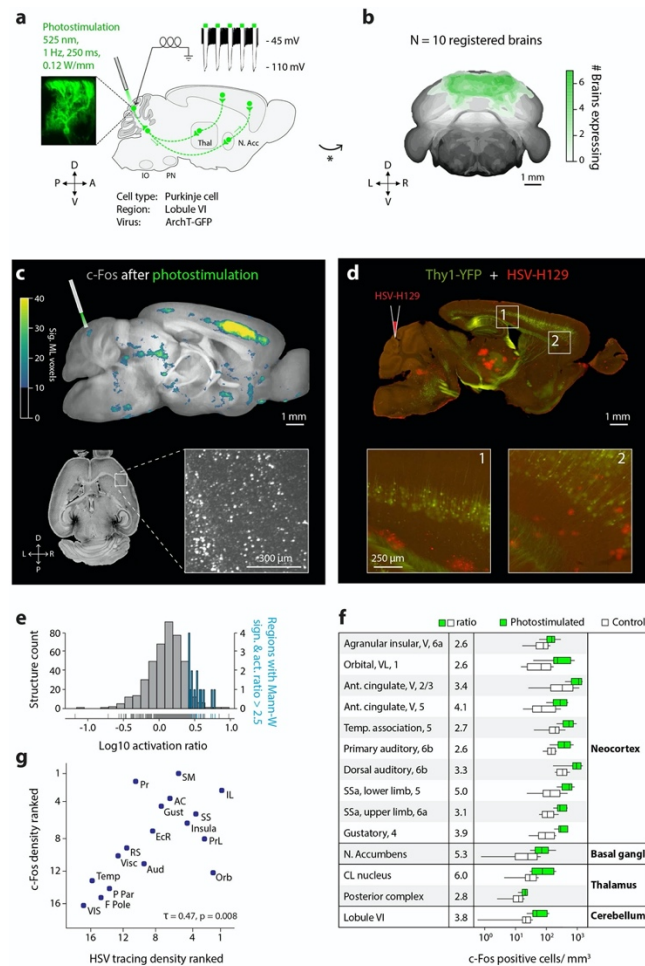 a
Photostimulation
525 nm,
1 Hz, 250 ms,
0.12 W/mm
- 45 mV
- 110 mV
Thal
N. Acc
IO
PN
D
P
A
V
Cell type: Purkinje cell
Region: Lobule VI
Virus: ArchT-GFP
*
b
N = 10 registered brains
# Brains expressing
6
4
2
0
D
L
R
V
1 mm
c
c-Fos after photostimulation
Sig. ML voxels
40
30
20
10
0
1 mm
D
L
R
P
300 µm
d
Thy1-YFP + HSV-H129
HSV-H129
1
2
1 mm
1
2
250 µm
e
Structure count
80
60
40
20
0
4
3
2
1
0
Regions with Mann-W
sign. & act. ratio > 2.5
-1.0 -0.5 0.0 0.5 1.0
Log10 activation ratio
f
ratio Photostimulated Control
Agranular insular, V, 6a 2.6
Orbital, VL, 1 2.6
Ant. cingulate, V, 2/3 3.4
Ant. cingulate, V, 5 4.1
Temp. association, 5 2.7
Primary auditory, 6b 2.6
Dorsal auditory, 6b 3.3
SSa, lower limb, 5 5.0
SSa, upper limb, 6a 3.1
Gustatory, 4 3.9
Neocortex
N. Accumbens 5.3 Basal gangl
CL nucleus 6.0
Posterior complex 2.8
Thalamus
Lobule VI 3.8 Cerebellum
10⁰ 10¹ 10² 10³
c-Fos positive cells/ mm³
g
c-Fos density ranked
1
4
8
12
16
Pr
SM
IL
AC
Gust
SS
Insula
EcR
PrL
RS
Visc
Aud
Orb
Temp
P Par
F Pole
VIS
τ = 0.47, p = 0.008
16 12 8 4 1
HSV tracing density ranked